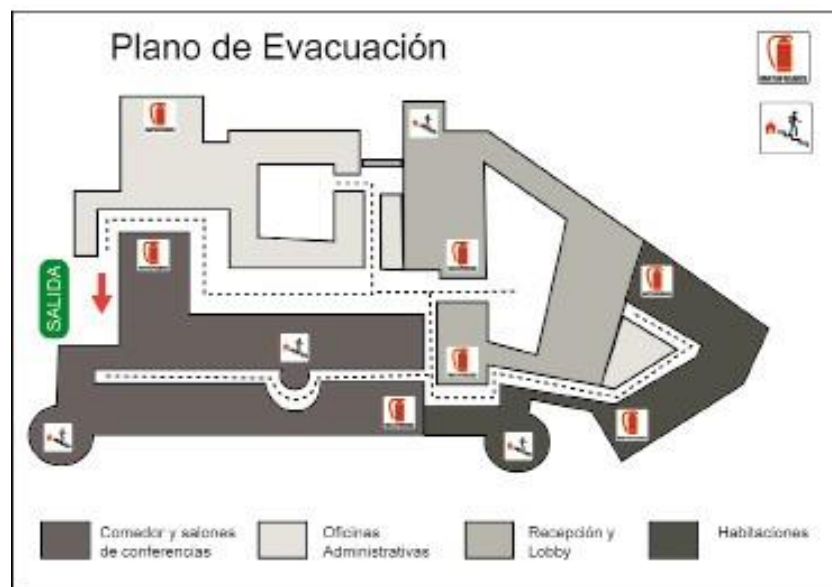 Plano de Evacuación
SALIDA
Comedor y salones
de conferencias
Oficinas
Administrativas
Recepción y
Lobby
Habitaciones